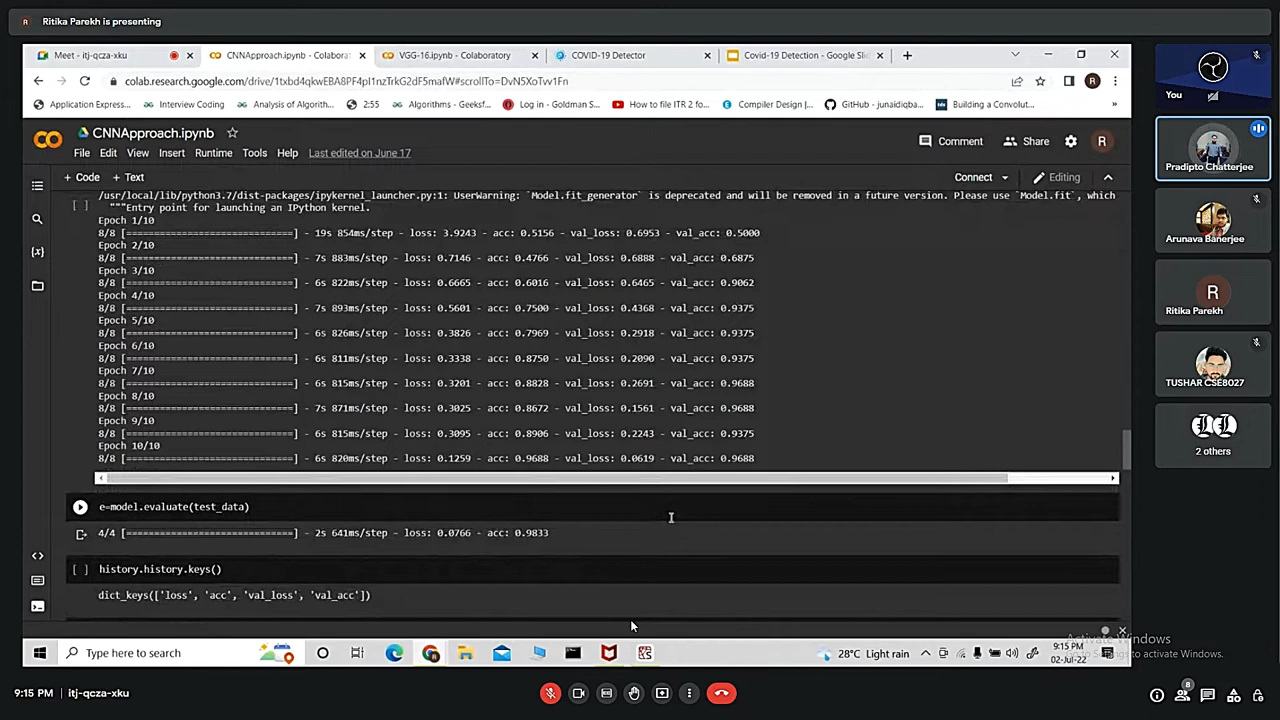 Ritika Parekh is presenting
R
Meet - itj-qcza-xku
CNNApproach.ipynb - Colaborat
VGG-16.ipynb - Colaboratory
COVID-19 Detector
Covid-19 Detection - Google Slid
colab.research.google.com/drive/1txbd4qkwEBA8PF4pI1nzTrkG2dF5mafW#scrollTo=DvN5XoTvv1Fn
Application Express...
Interview Coding
Analysis of Algorith...
2:55
Algorithms - Geeksf...
Log in - Goldman S...
How to file ITR 2 fo...
Compiler Design |...
GitHub - junaidiqba...
Building a Convolut...
»
CNNApproach.ipynb
File Edit View Insert Runtime Tools Help Last edited on June 17
Comment
Share
R
+ Code + Text
Connect
Editing
/usr/local/lib/python3.7/dist-packages/ipykernel_launcher.py:1: UserWarning: `Model.fit_generator` is deprecated and will be removed in a future version. Please use `Model.fit`, which
[ ] """Entry point for launching an IPython kernel.
Epoch 1/10
8/8 [==============================] - 19s 854ms/step - loss: 3.9243 - acc: 0.5156 - val_loss: 0.6953 - val_acc: 0.5000
Epoch 2/10
8/8 [==============================] - 7s 883ms/step - loss: 0.7146 - acc: 0.4766 - val_loss: 0.6888 - val_acc: 0.6875
Epoch 3/10
8/8 [==============================] - 6s 822ms/step - loss: 0.6665 - acc: 0.6016 - val_loss: 0.6465 - val_acc: 0.9062
Epoch 4/10
8/8 [==============================] - 7s 893ms/step - loss: 0.5601 - acc: 0.7500 - val_loss: 0.4368 - val_acc: 0.9375
Epoch 5/10
8/8 [==============================] - 6s 826ms/step - loss: 0.3826 - acc: 0.7969 - val_loss: 0.2918 - val_acc: 0.9375
Epoch 6/10
8/8 [==============================] - 6s 811ms/step - loss: 0.3338 - acc: 0.8750 - val_loss: 0.2090 - val_acc: 0.9375
Epoch 7/10
8/8 [==============================] - 6s 815ms/step - loss: 0.3201 - acc: 0.8828 - val_loss: 0.2691 - val_acc: 0.9688
Epoch 8/10
8/8 [==============================] - 7s 871ms/step - loss: 0.3025 - acc: 0.8672 - val_loss: 0.1561 - val_acc: 0.9688
Epoch 9/10
8/8 [==============================] - 6s 815ms/step - loss: 0.3095 - acc: 0.8906 - val_loss: 0.2243 - val_acc: 0.9375
Epoch 10/10
8/8 [==============================] - 6s 820ms/step - loss: 0.1259 - acc: 0.9688 - val_loss: 0.0619 - val_acc: 0.9688
e=model.evaluate(test_data)
4/4 [==============================] - 2s 641ms/step - loss: 0.0766 - acc: 0.9833
[ ] history.history.keys()
dict_keys(['loss', 'acc', 'val_loss', 'val_acc'])
Type here to search
28°C Light rain
9:15 PM
02-Jul-22
Activate Windows
Go to Settings to activate Windows.
You
Pradipto Chatterjee
Arunava Banerjee
R
Ritika Parekh
TUSHAR CSE8027
2 others
9:15 PM | itj-qcza-xku
8